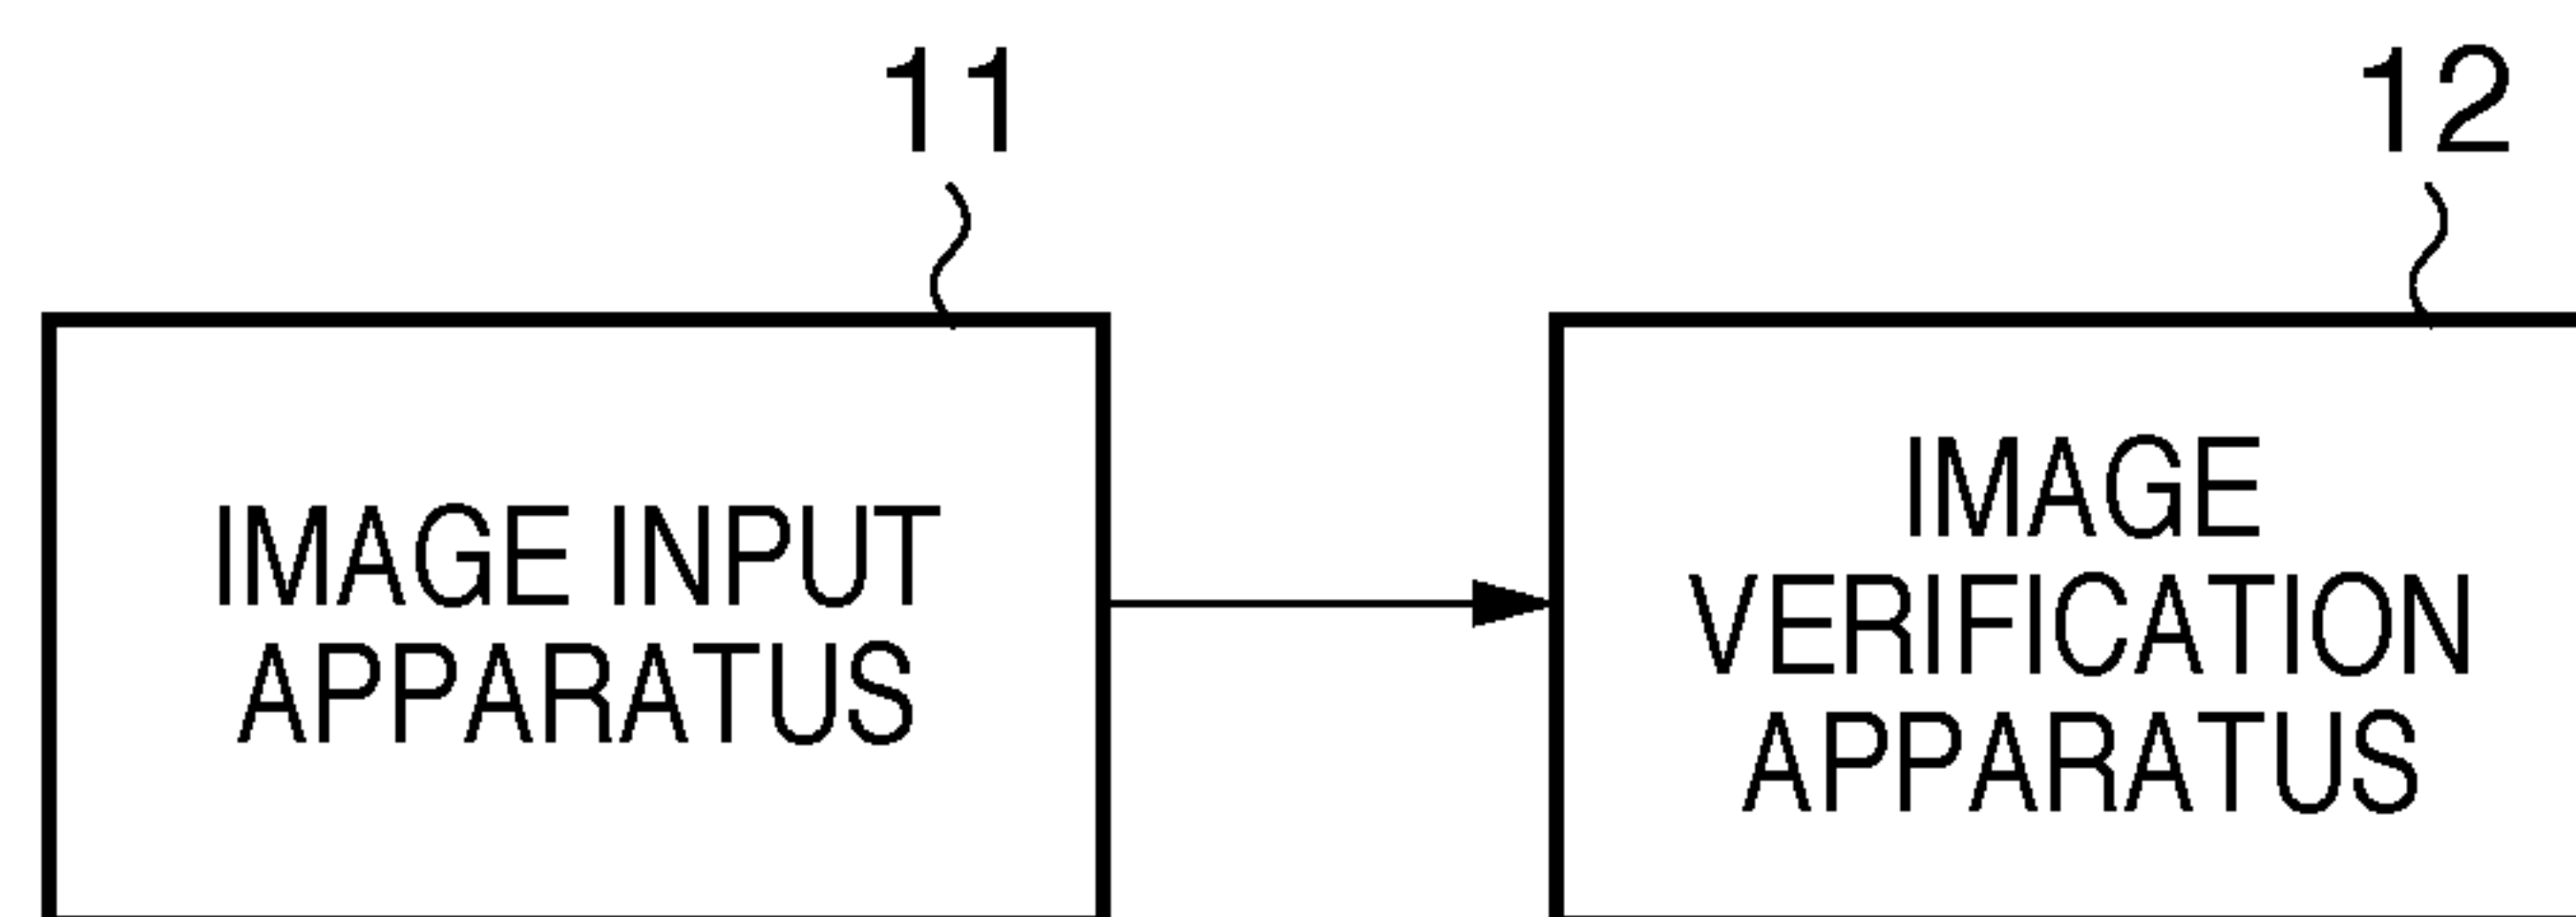 11
12
IMAGE INPUT
APPARATUS
IMAGE
VERIFICATION
APPARATUS